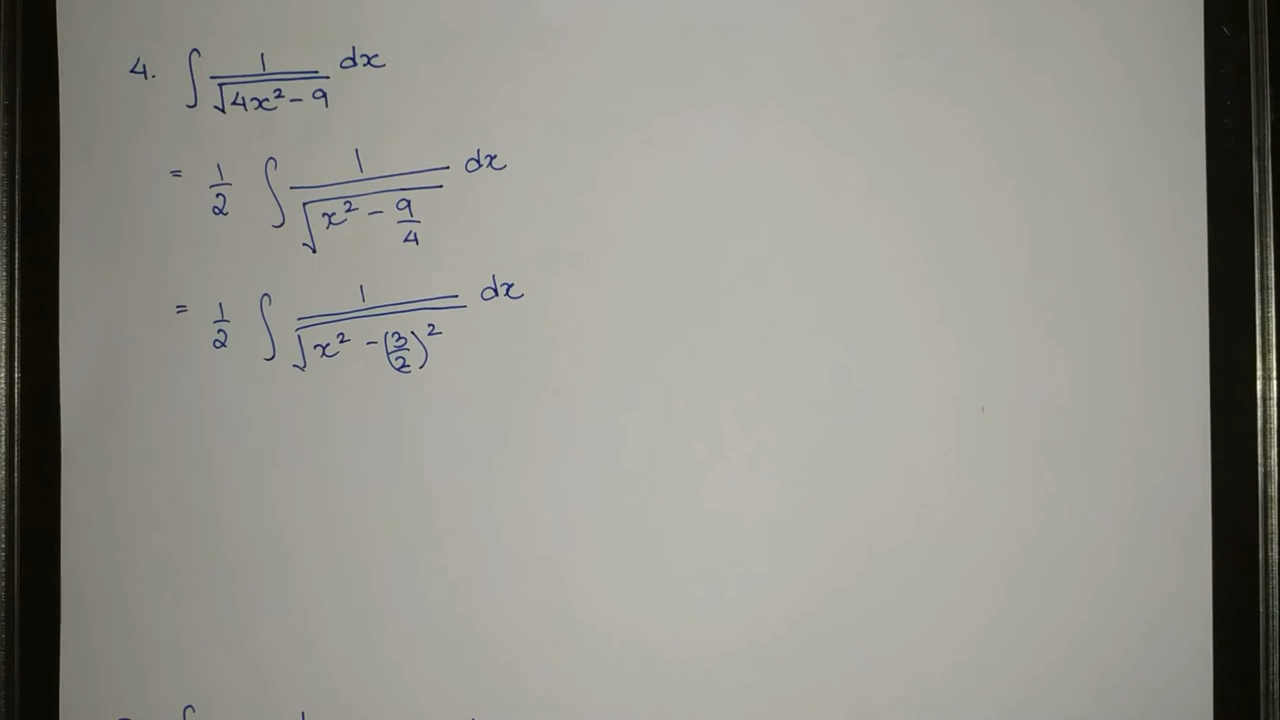 4. ∫ 1/√(4x² - 9) dx
= 1/2 ∫ 1/√(x² - 9/4) dx
= 1/2 ∫ 1/√(x² - (3/2)²) dx